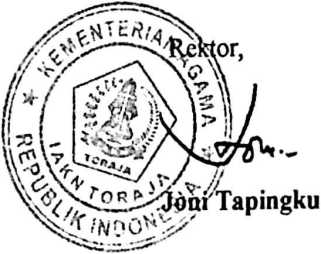 Rektor,
KEMENTERIAN AGAMA
IAKN TORAJA
REPUBLIK INDONESIA
TORAJA
Joni Tapingku